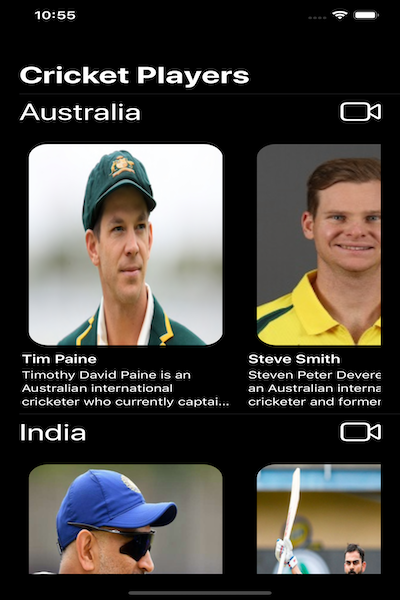 10:55
Cricket Players
Australia
Tim Paine
Timothy David Paine is an
Australian international
cricketer who currently captai...
Steve Smith
Steven Peter Devere
an Australian interna
cricketer and former
India